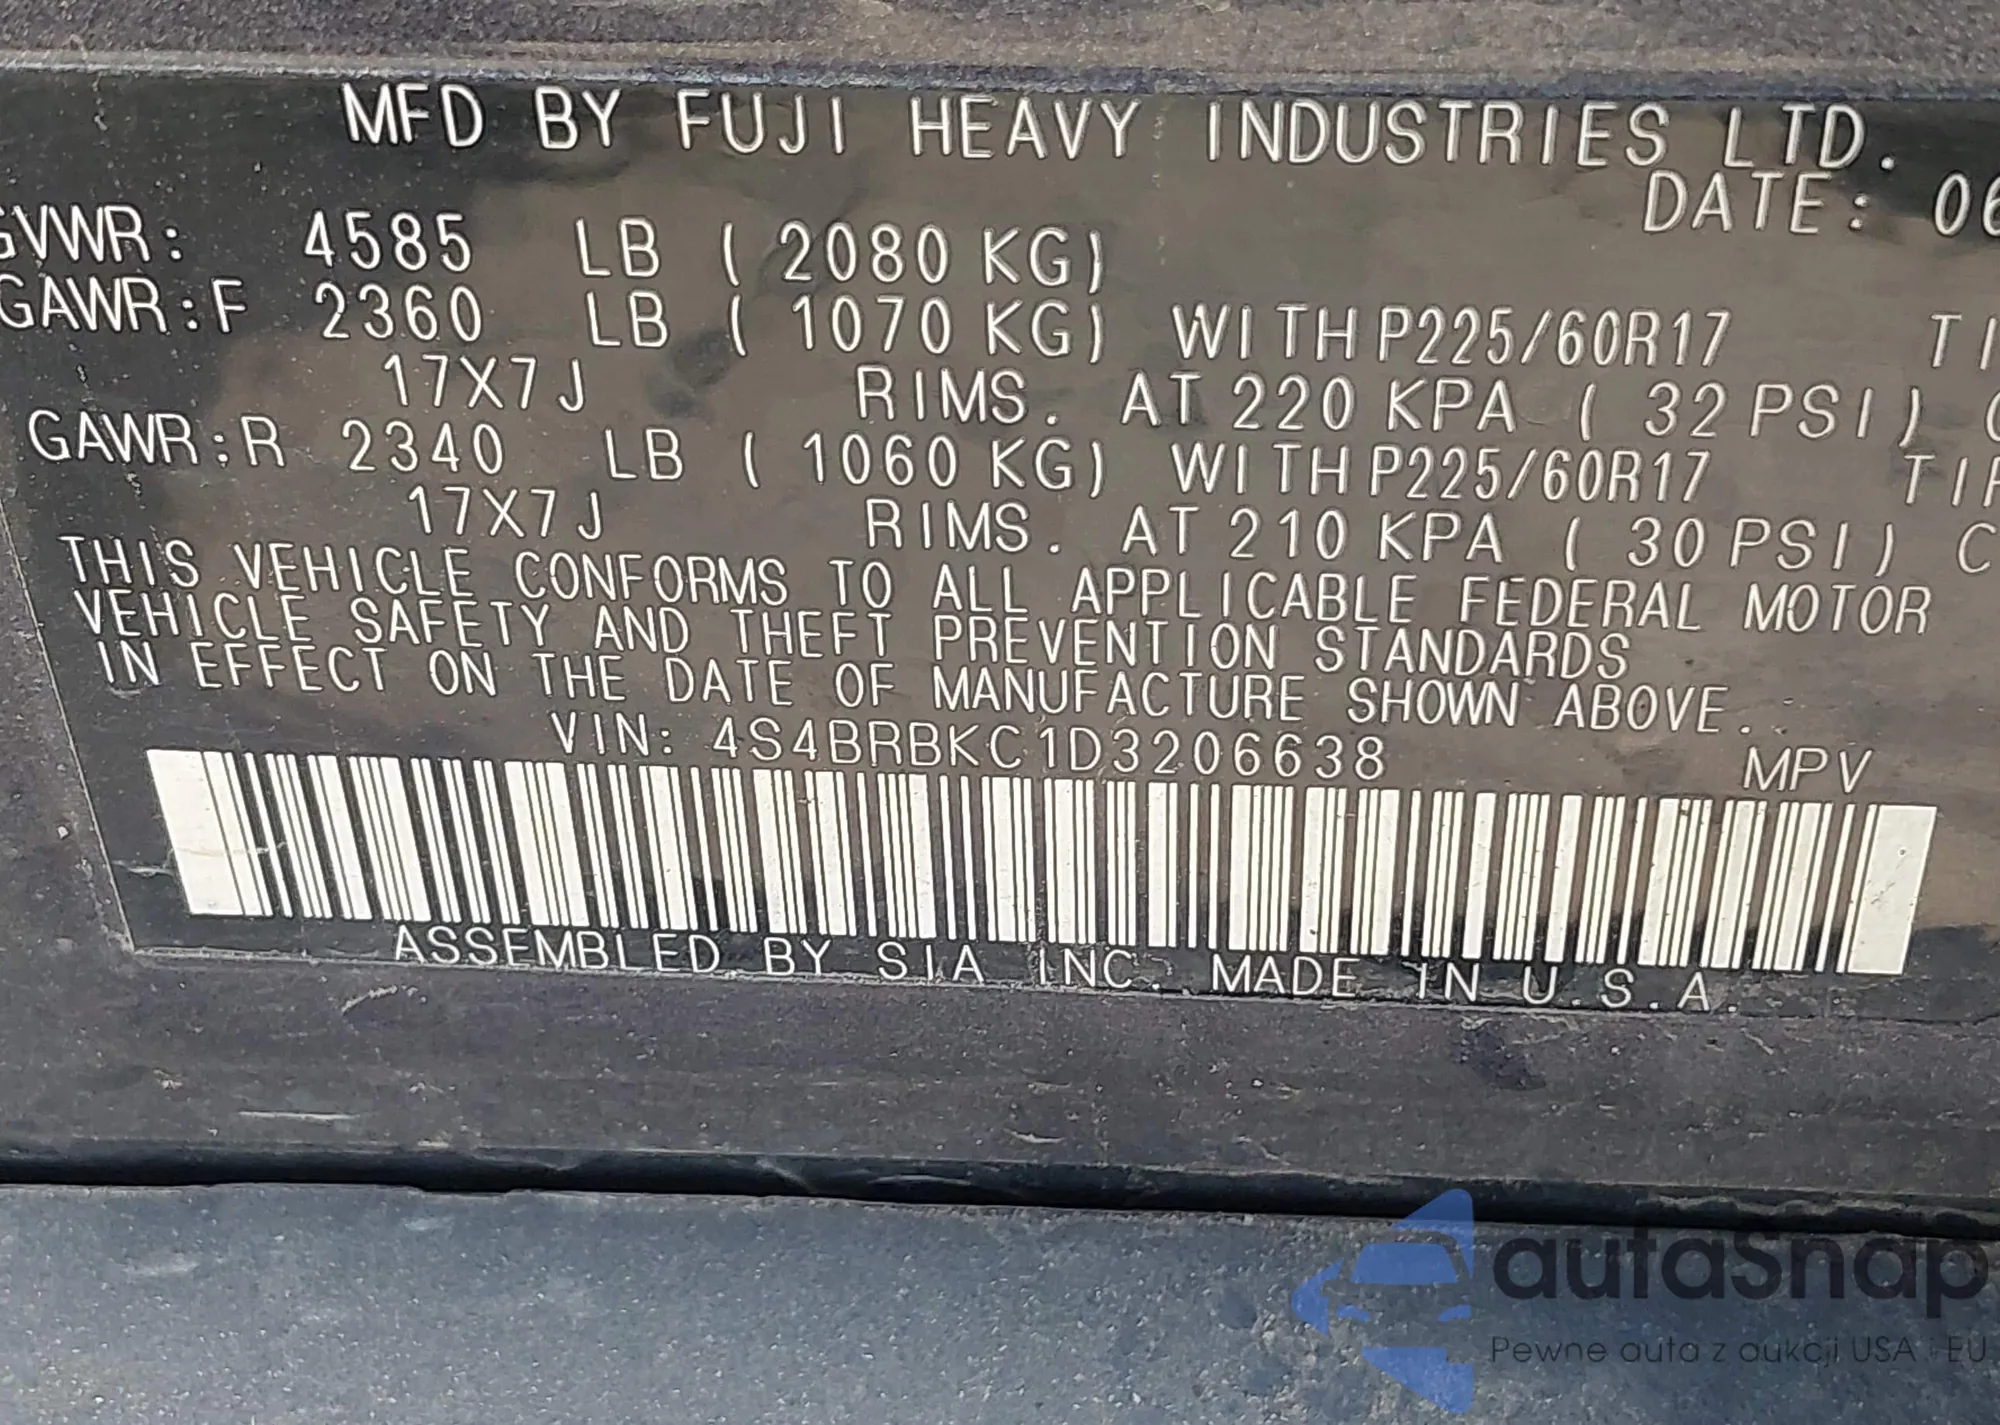 MFD BY FUJI HEAVY INDUSTRIES LTD.
DATE: 06
GVWR: 4585 LB ( 2080 KG)
GAWR:F 2360 LB ( 1070 KG) WITH P225/60R17 TI
17X7J RIMS. AT 220 KPA ( 32 PSI) C
GAWR:R 2340 LB ( 1060 KG) WITH P225/60R17 TIR
17X7J RIMS. AT 210 KPA ( 30 PSI) C
THIS VEHICLE CONFORMS TO ALL APPLICABLE FEDERAL MOTOR
VEHICLE SAFETY AND THEFT PREVENTION STANDARDS
IN EFFECT ON THE DATE OF MANUFACTURE SHOWN ABOVE.
VIN: 4S4BRBKC1D3206638 MPV
ASSEMBLED BY SIA INC. MADE IN U.S.A.
autasnap
Pewne auta z aukcji USA i EU